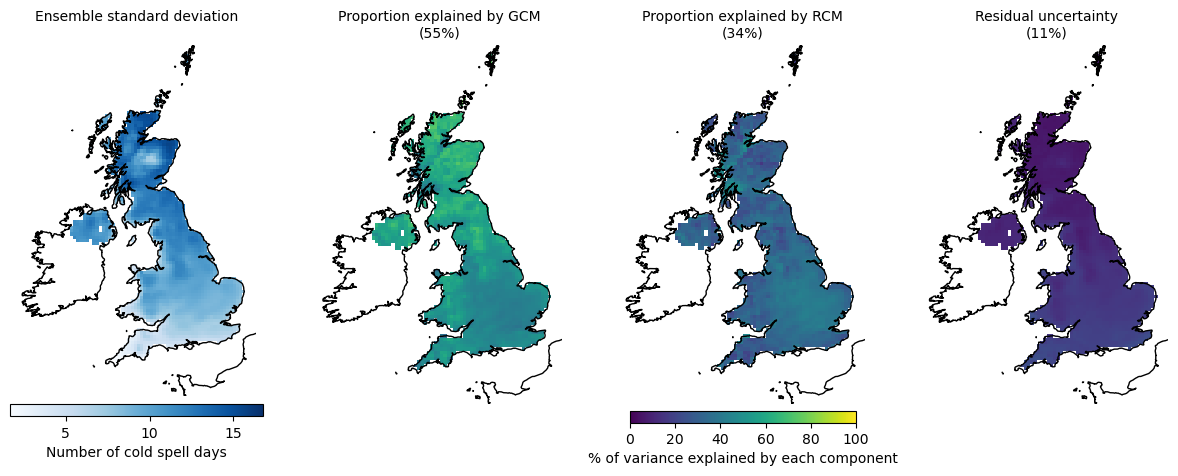 Ensemble standard deviation
Proportion explained by GCM
(55%)
Proportion explained by RCM
(34%)
Residual uncertainty
(11%)
5 10 15
Number of cold spell days
0 20 40 60 80 100
% of variance explained by each component